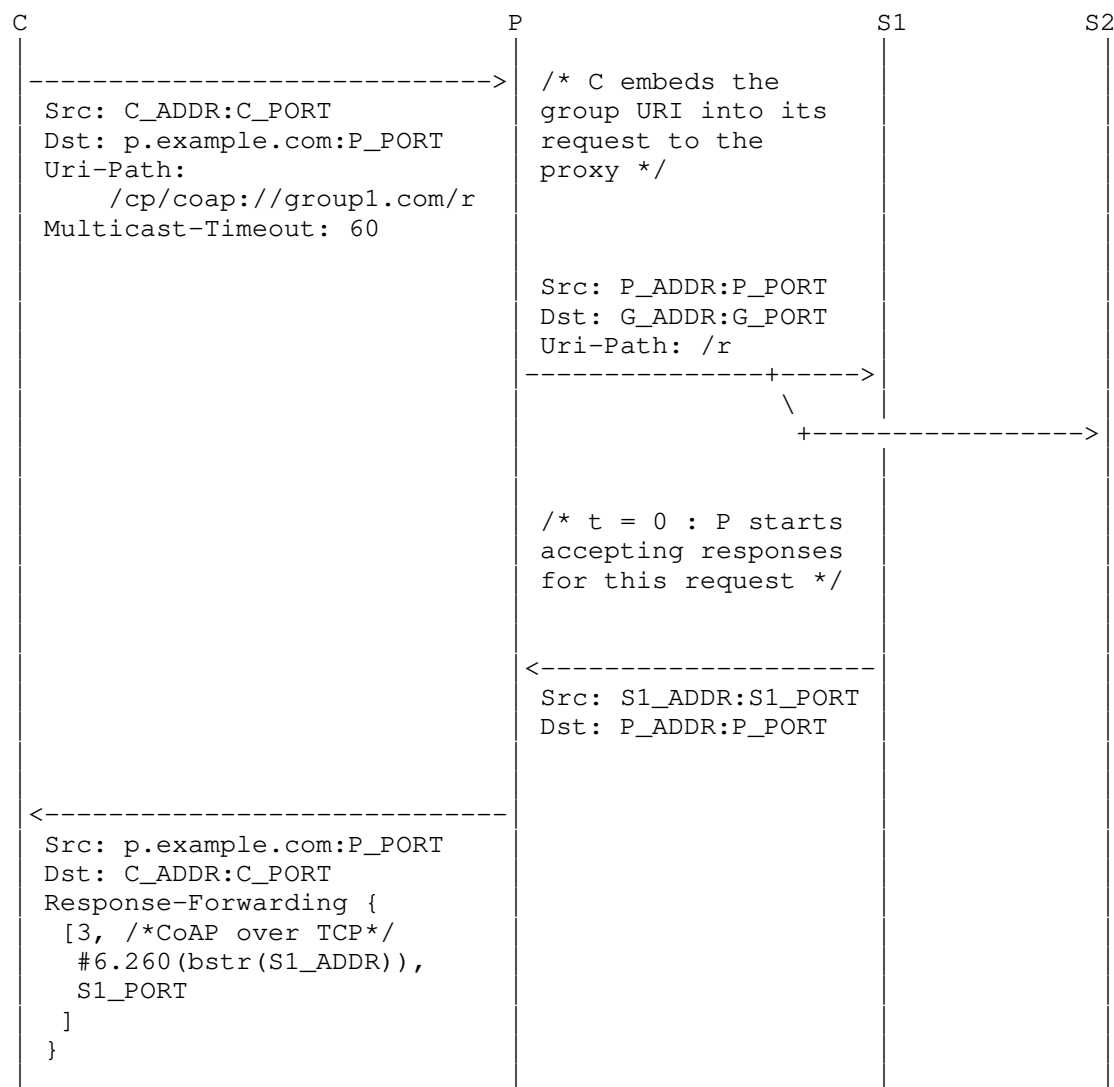 C P S1 S2
------------------------------> /* C embeds the
Src: C_ADDR:C_PORT group URI into its
Dst: p.example.com:P_PORT request to the
Uri-Path: proxy */
/cp/coap://group1.com/r
Multicast-Timeout: 60
Src: P_ADDR:P_PORT
Dst: G_ADDR:G_PORT
Uri-Path: /r
---------------+----->
\
+----------------->
/* t = 0 : P starts
accepting responses
for this request */
<---------------------
Src: S1_ADDR:S1_PORT
Dst: P_ADDR:P_PORT
<-----------------------------
Src: p.example.com:P_PORT
Dst: C_ADDR:C_PORT
Response-Forwarding {
[3, /*CoAP over TCP*/
#6.260(bstr(S1_ADDR)),
S1_PORT
]
}